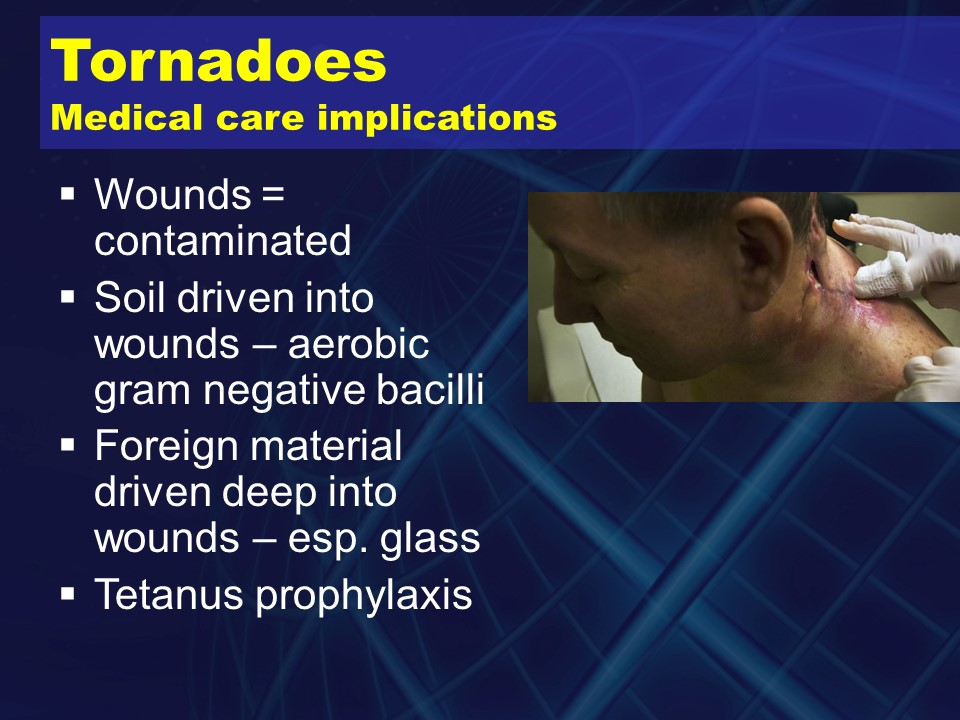 Tornadoes
Medical care implications
▪ Wounds =
contaminated
▪ Soil driven into
wounds – aerobic
gram negative bacilli
▪ Foreign material
driven deep into
wounds – esp. glass
▪ Tetanus prophylaxis